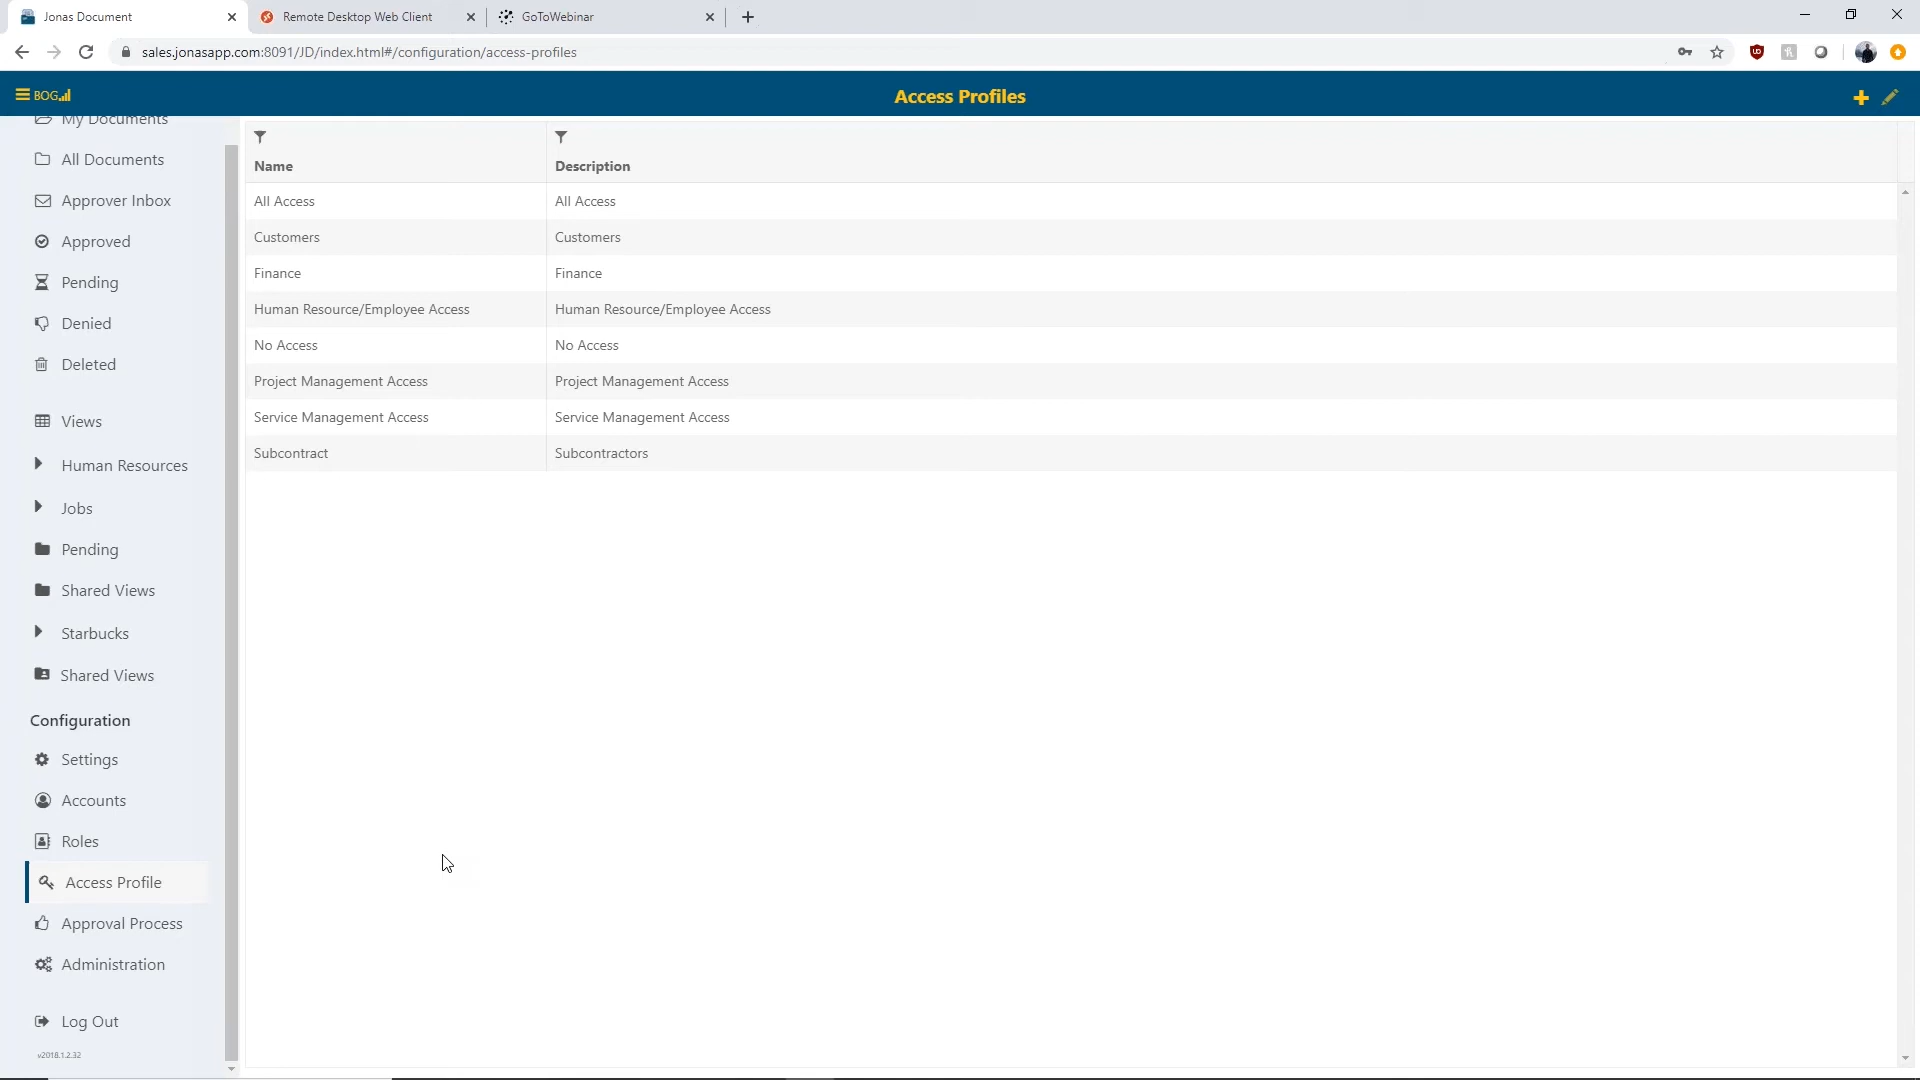 Jonas Document
Remote Desktop Web Client
GoToWebinar
sales.jonasapp.com:8091/JD/index.html#/configuration/access-profiles
BOG
Access Profiles
My Documents
All Documents
Approver Inbox
Approved
Pending
Denied
Deleted
Views
Human Resources
Jobs
Pending
Shared Views
Starbucks
Shared Views
Configuration
Settings
Accounts
Roles
Access Profile
Approval Process
Administration
Log Out
v2018.1.2.32
Name Description
All Access All Access
Customers Customers
Finance Finance
Human Resource/Employee Access Human Resource/Employee Access
No Access No Access
Project Management Access Project Management Access
Service Management Access Service Management Access
Subcontract Subcontractors